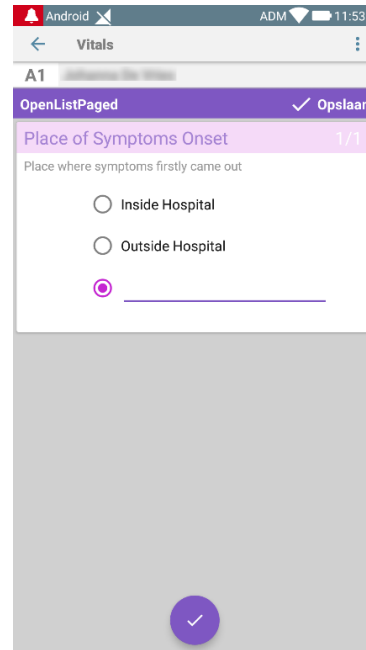 Android ADM 11:53
Vitals
A1
OpenListPaged Opslaan
Place of Symptoms Onset 1/1
Place where symptoms firstly came out
Inside Hospital
Outside Hospital